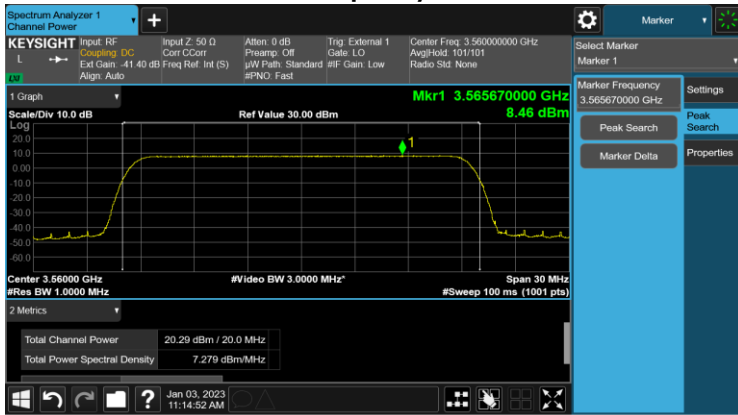 Spectrum Analyzer 1
Channel Power
+
Marker
KEYSIGHT
L
LXI
Input: RF
Coupling: DC
Ext Gain: -41.40 dB
Align: Auto
Input Z: 50 Ω
Corr CCorr
Freq Ref: Int (S)
Atten: 0 dB
Preamp: Off
µW Path: Standard
#PNO: Fast
Trig: External 1
Gate: LO
#IF Gain: Low
Center Freq: 3.560000000 GHz
Avg|Hold: 101/101
Radio Std: None
Select Marker
Marker 1
Marker Frequency
3.565670000 GHz
Peak Search
Marker Delta
Settings
Peak
Search
Properties
1 Graph
Mkr1 3.565670000 GHz
Scale/Div 10.0 dB
Ref Value 30.00 dBm
8.46 dBm
Log
20.0
10.0
0.00
-10.0
-20.0
-30.0
-40.0
-50.0
-60.0
1
Center 3.56000 GHz
#Video BW 3.0000 MHz*
Span 30 MHz
#Res BW 1.0000 MHz
#Sweep 100 ms (1001 pts)
2 Metrics
Total Channel Power 20.29 dBm / 20.0 MHz
Total Power Spectral Density 7.279 dBm/MHz
?
Jan 03, 2023
11:14:52 AM